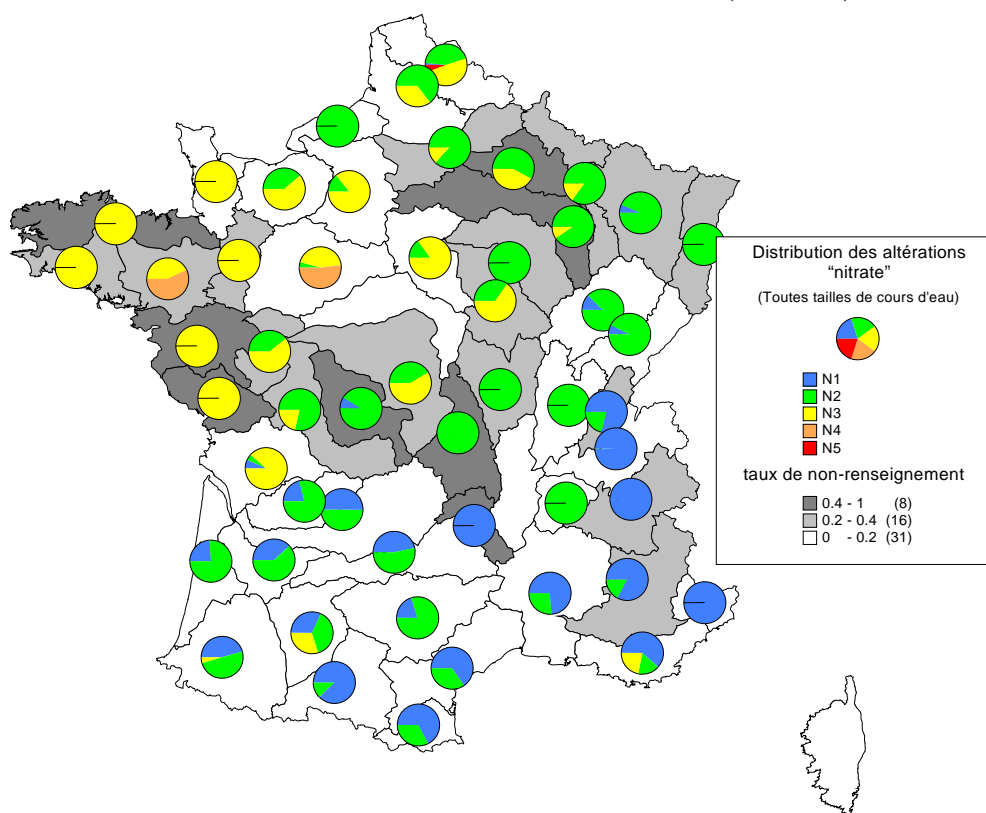 Distribution des altérations
“nitrate”
(Toutes tailles de cours d'eau)
N1
N2
N3
N4
N5
taux de non-renseignement
0.4 - 1 (8)
0.2 - 0.4 (16)
0 - 0.2 (31)